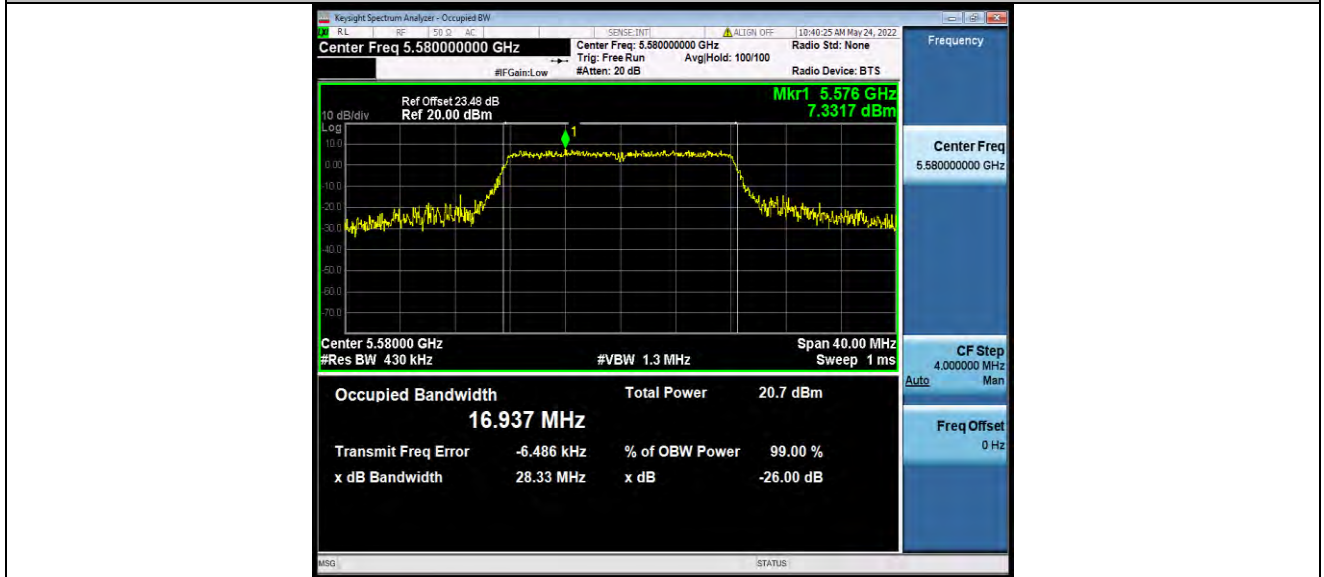 Keysight Spectrum Analyzer - Occupied BW
RL RF 50 Ω AC SENSE:INT ALIGN OFF 10:40:25 AM May 24, 2022
Center Freq 5.580000000 GHz
Center Freq: 5.580000000 GHz
Radio Std: None
Trig: Free Run Avg|Hold: 100/100
#IFGain:Low #Atten: 20 dB Radio Device: BTS
Frequency
Mkr1 5.576 GHz
7.3317 dBm
Ref Offset 23.48 dB
10 dB/div Ref 20.00 dBm
Log
1
10.0
0.00
-10.0
-20.0
-30.0
-40.0
-50.0
-60.0
-70.0
Center 5.58000 GHz Span 40.00 MHz
#Res BW 430 kHz #VBW 1.3 MHz Sweep 1 ms
Occupied Bandwidth Total Power 20.7 dBm
16.937 MHz
Transmit Freq Error -6.486 kHz % of OBW Power 99.00 %
x dB Bandwidth 28.33 MHz x dB -26.00 dB
Center Freq
5.580000000 GHz
CF Step
4.000000 MHz
Auto Man
Freq Offset
0 Hz
MSG STATUS